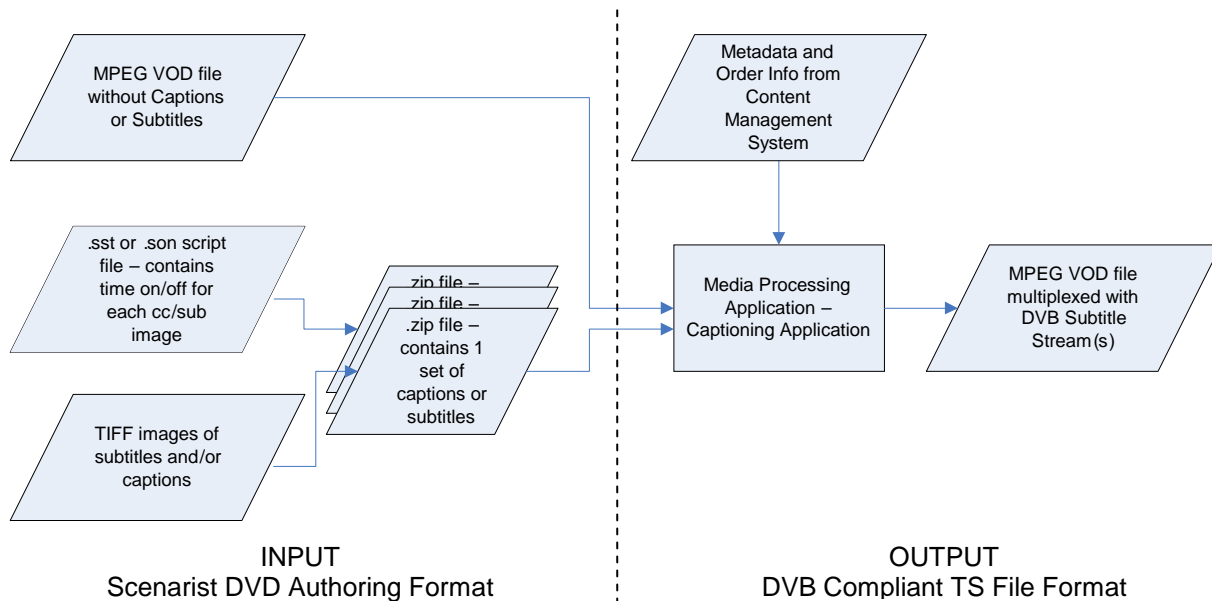 MPEG VOD file
without Captions
or Subtitles
Metadata and
Order Info from
Content
Management
System
.sst or .son script
file – contains
time on/off for
each cc/sub
image
.zip file –
.zip file –
.zip file –
contains 1
set of
captions or
subtitles
Media Processing
Application –
Captioning Application
MPEG VOD file
multiplexed with
DVB Subtitle
Stream(s)
TIFF images of
subtitles and/or
captions
INPUT
Scenarist DVD Authoring Format
OUTPUT
DVB Compliant TS File Format